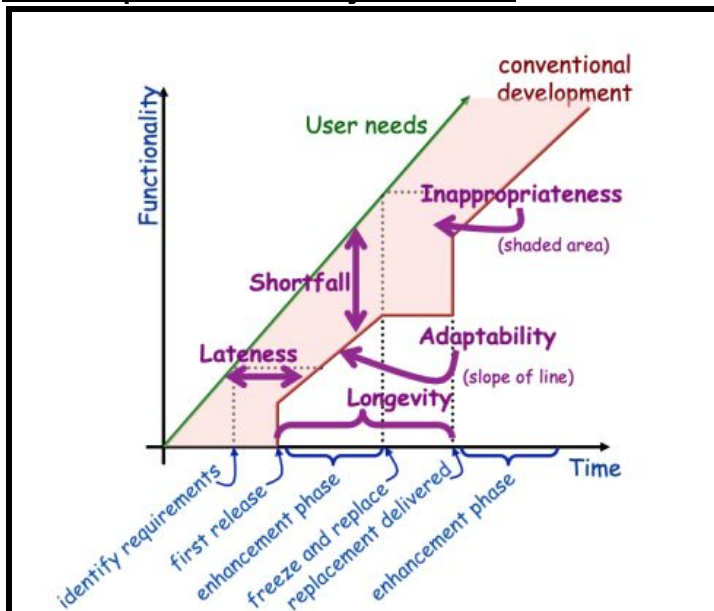 conventional
development
User needs
Functionality
Inappropriateness
(shaded area)
Shortfall
Adaptability
Lateness
(slope of line)
Longevity
Time
identify requirements
first release
enhancement phase
freeze and replace
replacement delivered
enhancement phase